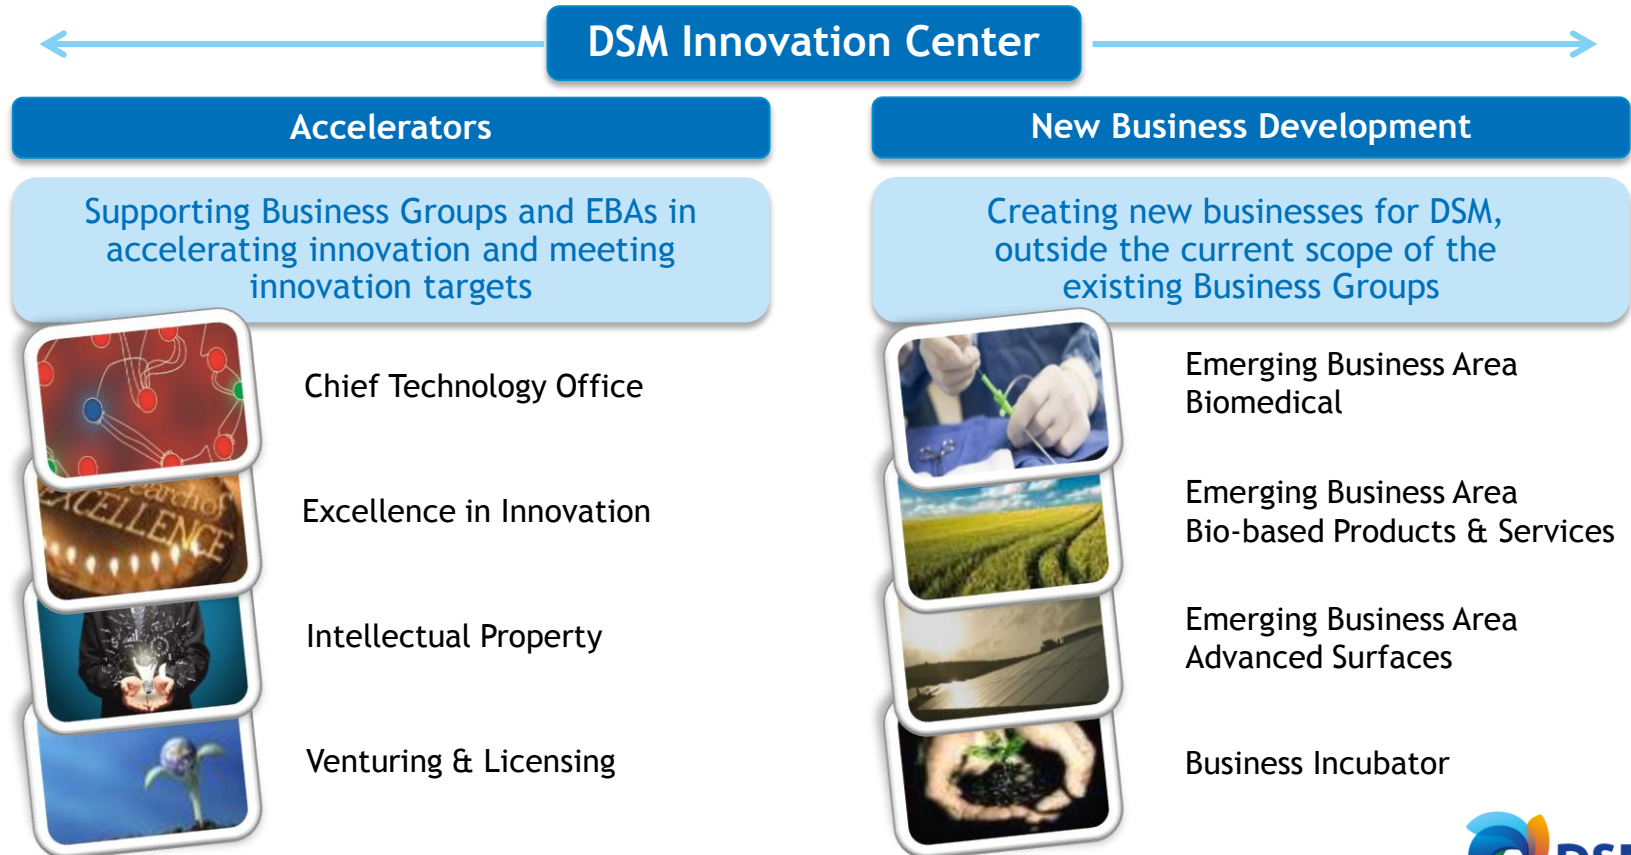 DSM Innovation Center
Accelerators
Supporting Business Groups and EBAs in
accelerating innovation and meeting
innovation targets
Chief Technology Office
Excellence in Innovation
EXCELLENCE
Intellectual Property
Venturing & Licensing
New Business Development
Creating new businesses for DSM,
outside the current scope of the
existing Business Groups
Emerging Business Area
Biomedical
Emerging Business Area
Bio-based Products & Services
Emerging Business Area
Advanced Surfaces
Business Incubator